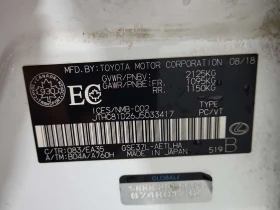 MFD. BY: TOYOTA MOTOR CORPORATION 08/18
GVWR/PNBV: 2125KG
GAWR/PNBE: FR. 1095KG
RR. 1150KG
EC
ICES/NMB-002
JTHC81D26J5033417
TYPE:
PC/VT
C/TR: 083/EA35 GSE37L-AETLHA
A/TM: B04A/A760H
MADE IN JAPAN
519 B